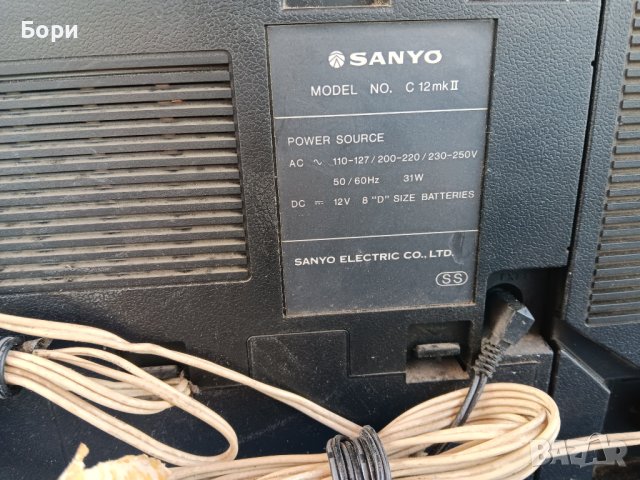 Бори
SANYO
MODEL NO. C 12 mk II
POWER SOURCE
AC ~ 110-127 / 200-220 / 230-250V
50 / 60Hz 31W
DC ⎓ 12V 8 "D" SIZE BATTERIES
SANYO ELECTRIC CO., LTD.
SS
BAZAR